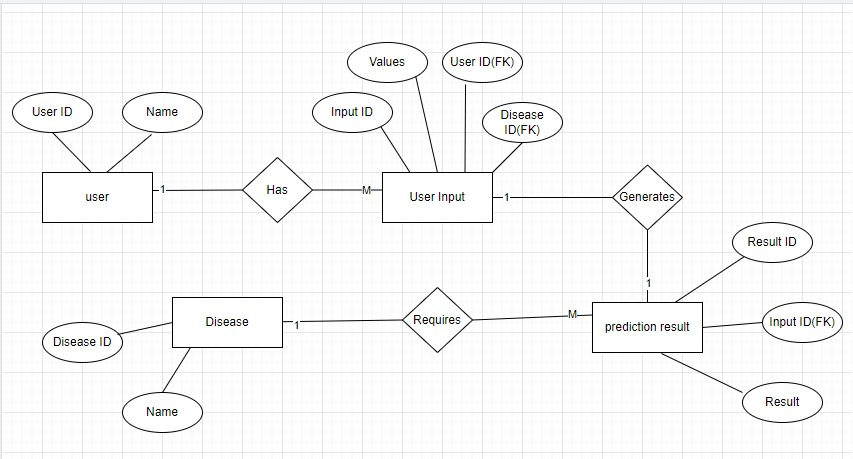 Values
User ID(FK)
User ID
Name
Input ID
Disease
ID(FK)
user
1
Has
M
User Input
1
Generates
Result ID
1
Disease
1
Requires
M
prediction result
Input ID(FK)
Disease ID
Name
Result